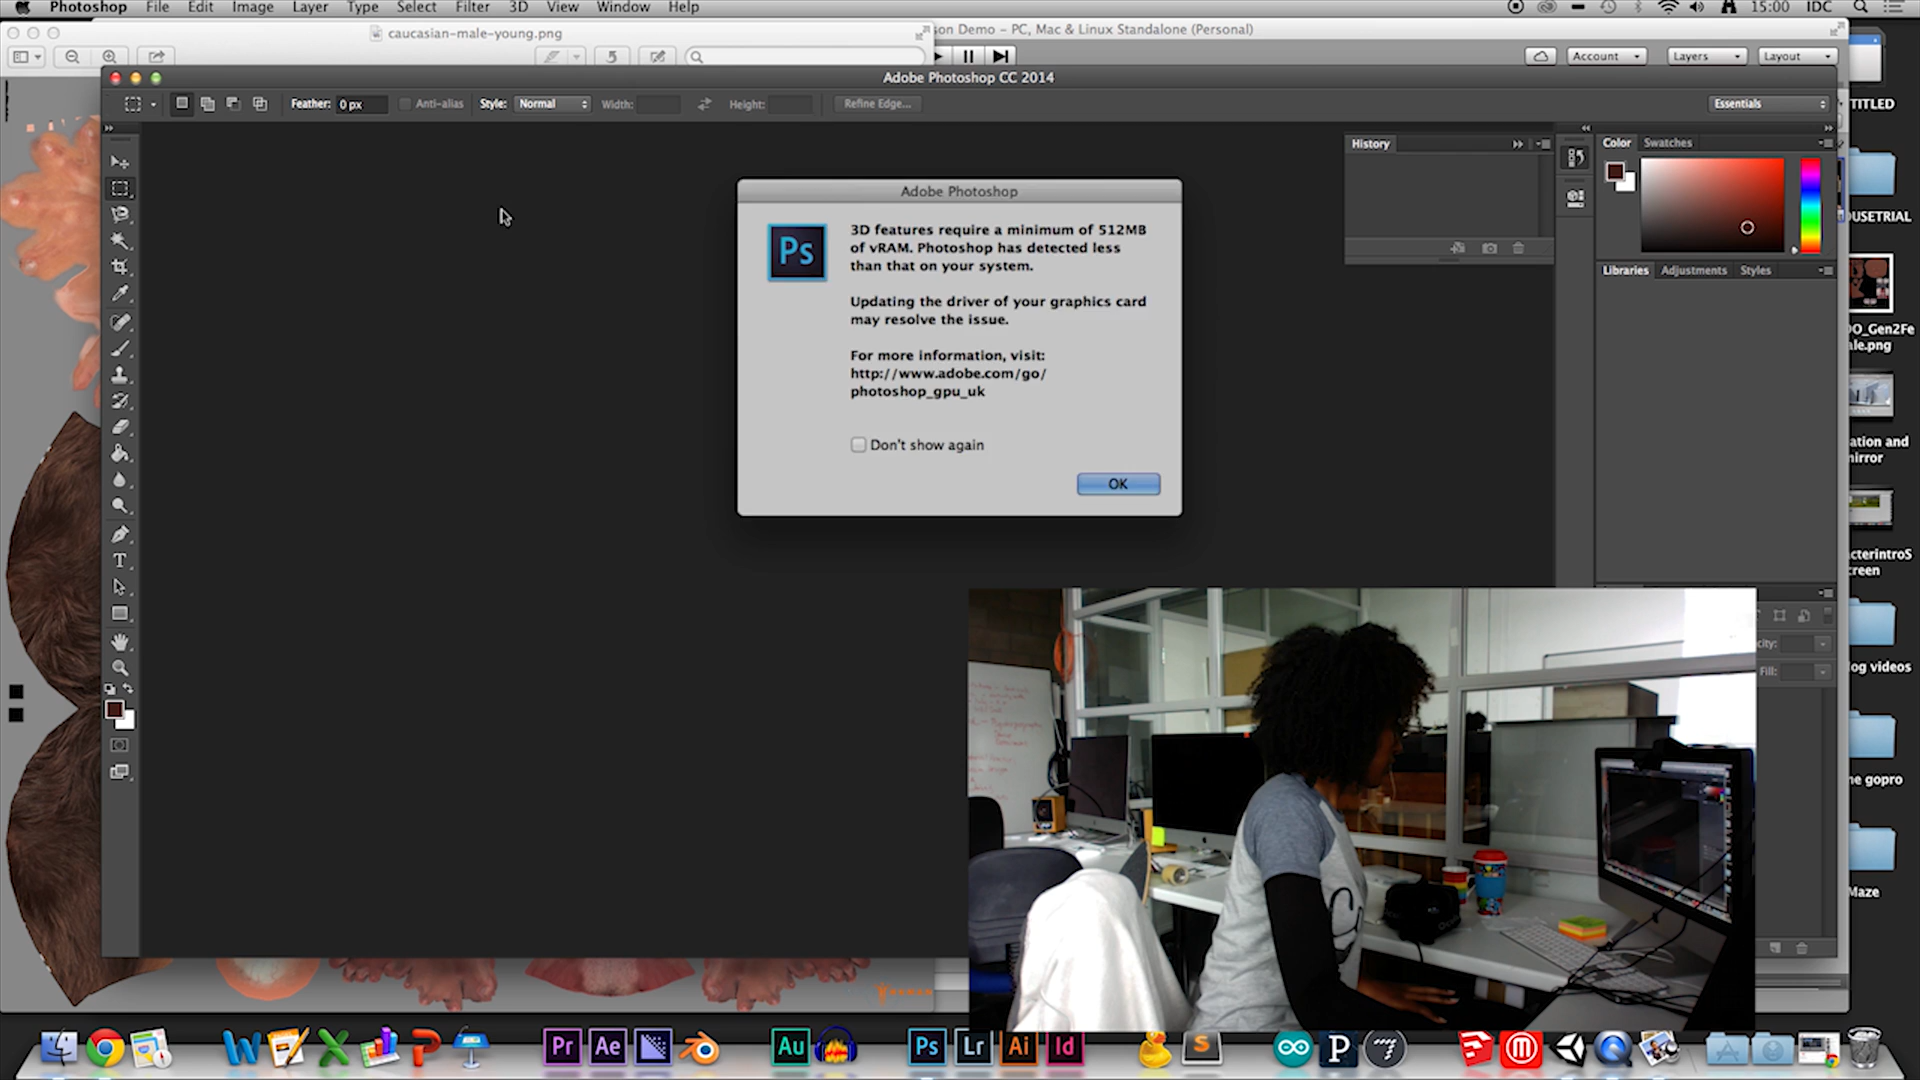 Photoshop File Edit Image Layer Type Select Filter 3D View Window Help 15:00 IDC
caucasian-male-young.png
son Demo – PC, Mac & Linux Standalone (Personal)
Account Layers Layout
Adobe Photoshop CC 2014
Feather: 0 px Anti-alias Style: Normal Width: Height: Refine Edge... Essentials
History
Color Swatches
Libraries Adjustments Styles
Adobe Photoshop
Ps
3D features require a minimum of 512MB
of vRAM. Photoshop has detected less
than that on your system.
Updating the driver of your graphics card
may resolve the issue.
For more information, visit:
http://www.adobe.com/go/
photoshop_gpu_uk
Don't show again
OK
TITLED
USETRIAL
O_Gen2Fe
ale.png
ation and
mirror
cterintroS
creen
log videos
ne gopro
Maze
city:
Fill:
Pr Ae Au Ps Lr Ai Id S P